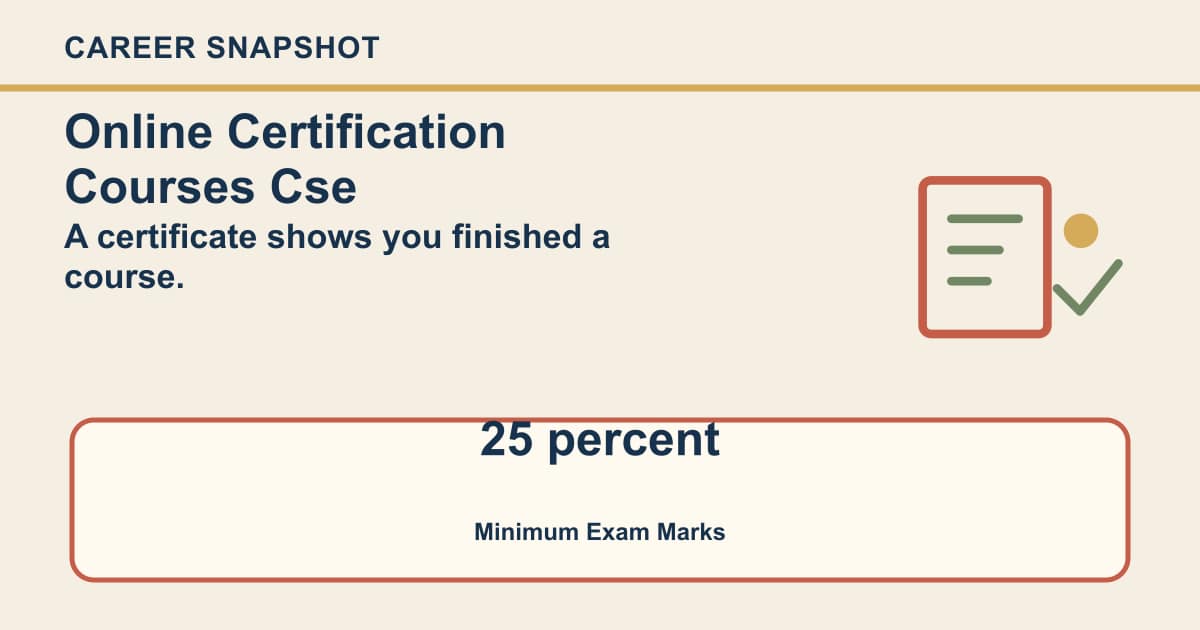 CAREER SNAPSHOT
Online Certification
Courses Cse
A certificate shows you finished a
course.
25 percent
Minimum Exam Marks